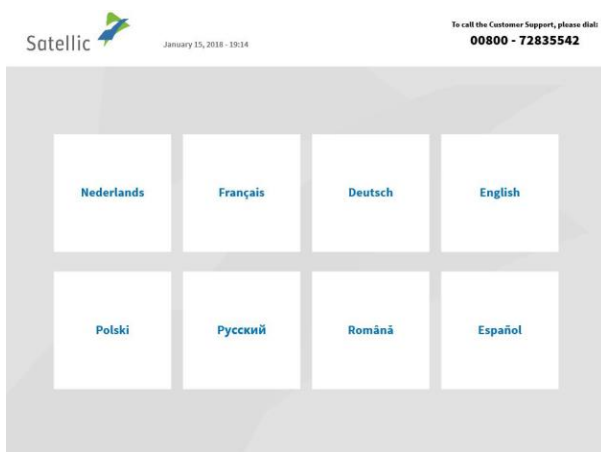 Satellic
January 15, 2018 - 19:14
To call the Customer Support, please dial:
00800 - 72835542
Nederlands
Français
Deutsch
English
Polski
Русский
Română
Español